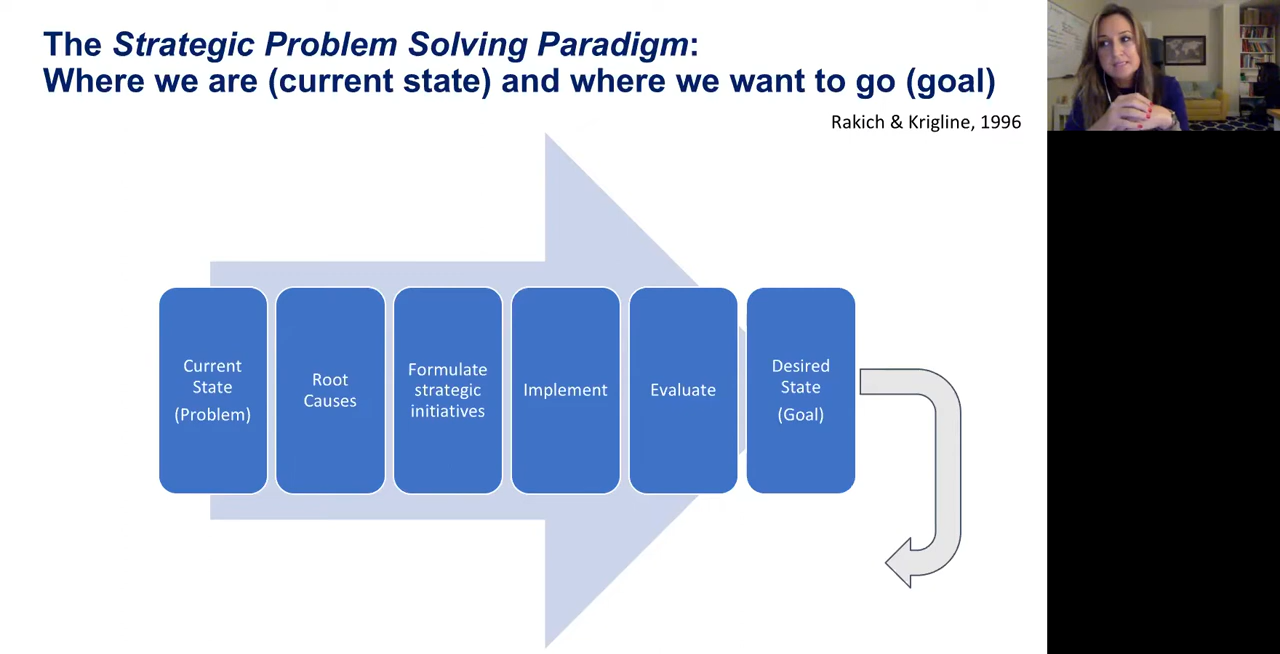 The Strategic Problem Solving Paradigm:
Where we are (current state) and where we want to go (goal)
Rakich & Krigline, 1996
Current
State
(Problem)
Root
Causes
Formulate
strategic
initiatives
Implement
Evaluate
Desired
State
(Goal)